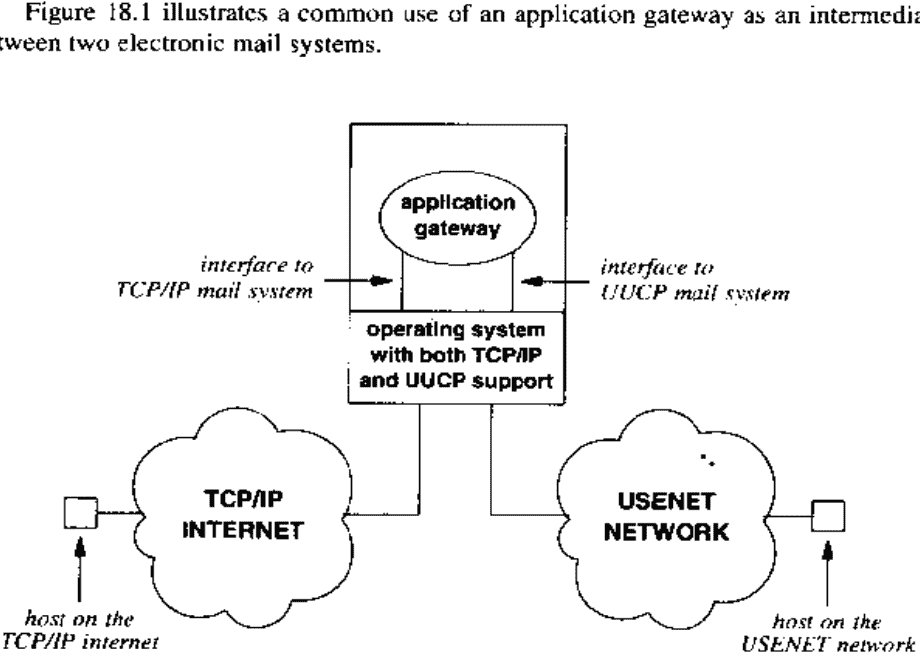 Figure 18.1 illustrates a common use of an application gateway as an intermedia
tween two electronic mail systems.
application
gateway
interface to
TCP/IP mail system
interface to
UUCP mail system
operating system
with both TCP/IP
and UUCP support
TCP/IP
INTERNET
USENET
NETWORK
host on the
TCP/IP internet
host on the
USENET network